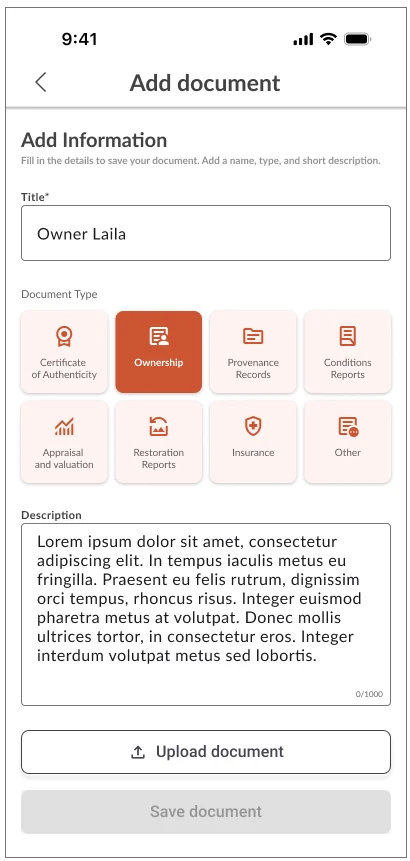 9:41
Add document
Add Information
Fill in the details to save your document. Add a name, type, and short description.
Title*
Owner Laila
Document Type
Certificate
of Authenticity
Ownership
Provenance
Records
Conditions
Reports
Appraisal
and valuation
Restoration
Reports
Insurance
Other
Description
Lorem ipsum dolor sit amet, consectetur
adipiscing elit. In tempus iaculis metus eu
fringilla. Praesent eu felis rutrum, dignissim
orci tempus, rhoncus risus. Integer euismod
pharetra metus at volutpat. Donec mollis
ultrices tortor, in consectetur eros. Integer
interdum volutpat metus sed lobortis.
0/1000
Upload document
Save document